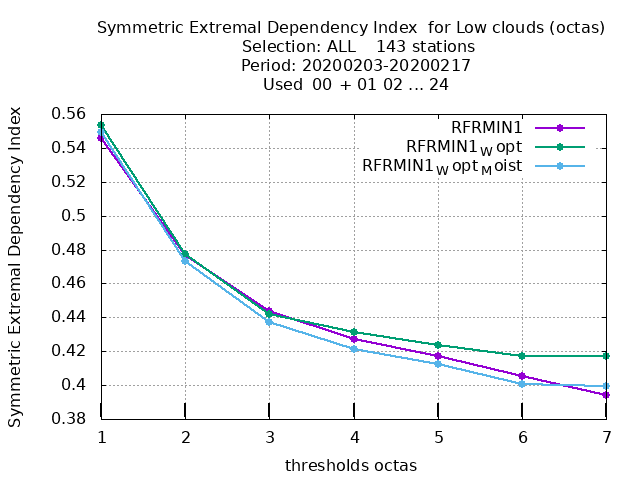 Symmetric Extremal Dependency Index for Low clouds (octas)
Selection: ALL 143 stations
Period: 20200203-20200217
Used 00 + 01 02 ... 24
Symmetric Extremal Dependency Index
0.56
0.54
0.52
0.5
0.48
0.46
0.44
0.42
0.4
0.38
RFRMIN1
RFRMIN1Wopt
RFRMIN1WoptMoist
1 2 3 4 5 6 7
thresholds octas